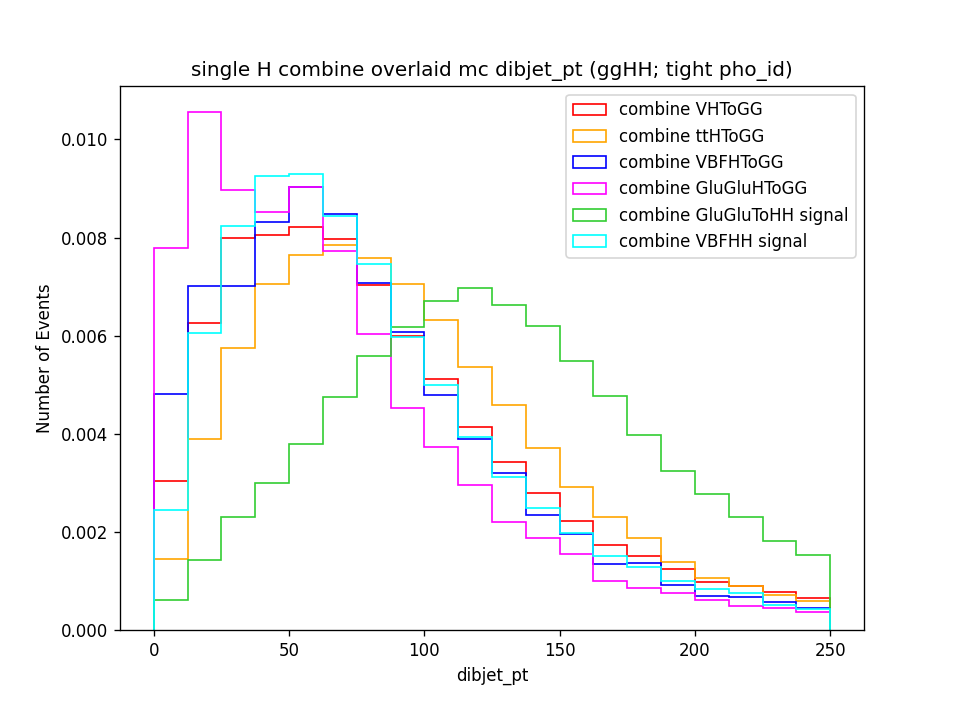 single H combine overlaid mc dibjet_pt (ggHH; tight pho_id)
combine VHToGG
combine ttHToGG
combine VBFHToGG
combine GluGluHToGG
combine GluGluToHH signal
combine VBFHH signal
Number of Events
0.010
0.008
0.006
0.004
0.002
0.000
0 50 100 150 200 250
dibjet_pt